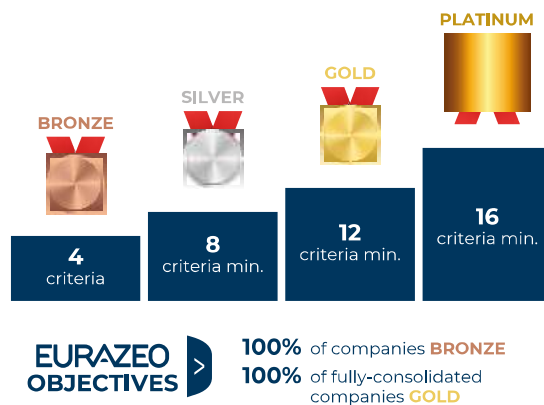 PLATINUM
GOLD
SILVER
BRONZE
16
criteria min.
12
criteria min.
8
criteria min.
4
criteria
EURAZEO
OBJECTIVES
>
100% of companies BRONZE
100% of fully-consolidated
companies GOLD